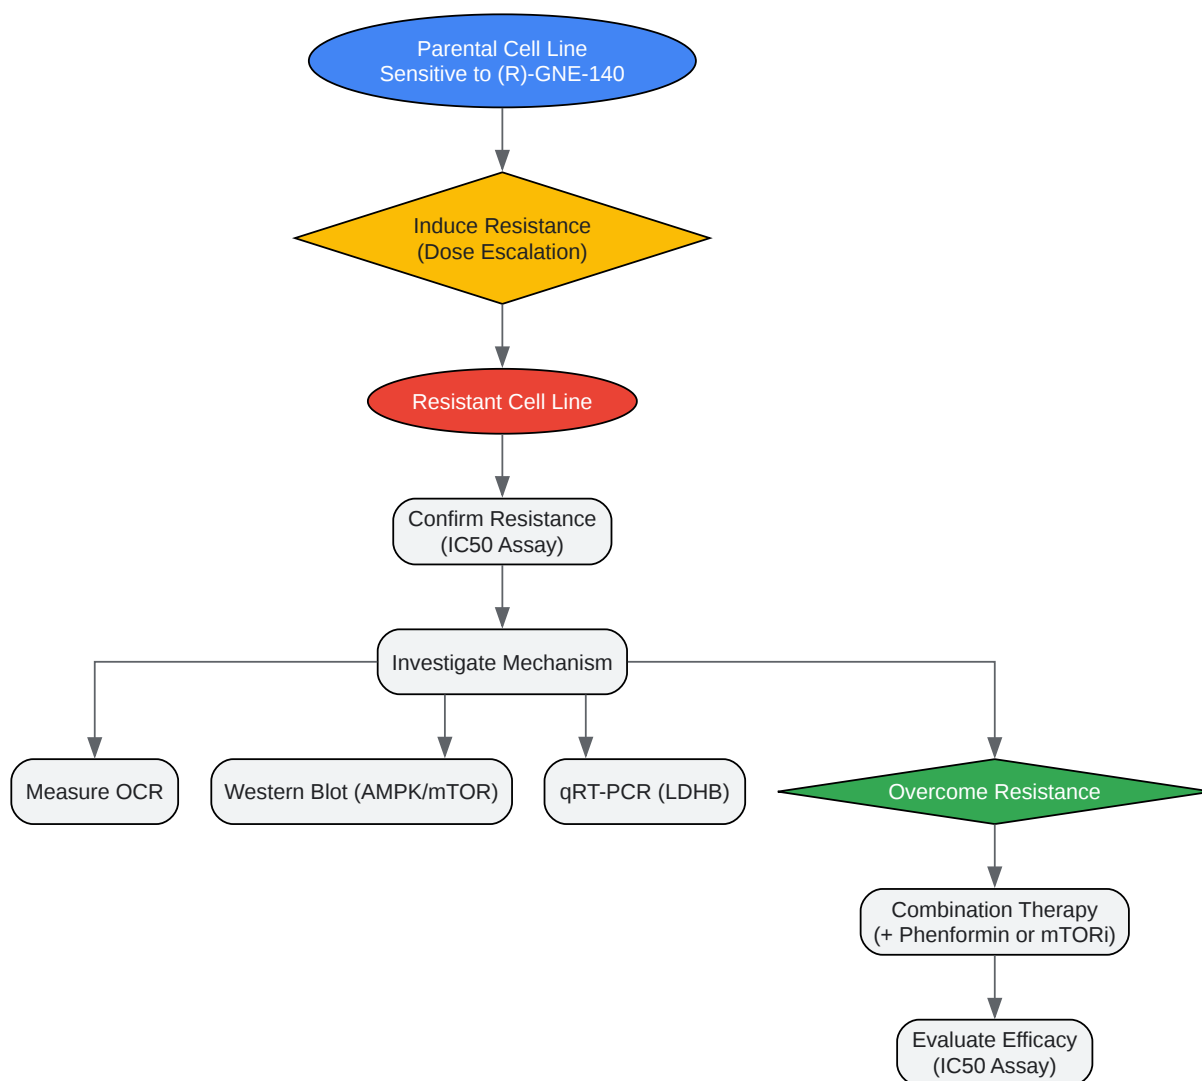 Parental Cell Line
Sensitive to (R)-GNE-140
Induce Resistance
(Dose Escalation)
Resistant Cell Line
Confirm Resistance
(IC50 Assay)
Investigate Mechanism
Measure OCR
Western Blot (AMPK/mTOR)
qRT-PCR (LDHB)
Overcome Resistance
Combination Therapy
(+ Phenformin or mTORi)
Evaluate Efficacy
(IC50 Assay)